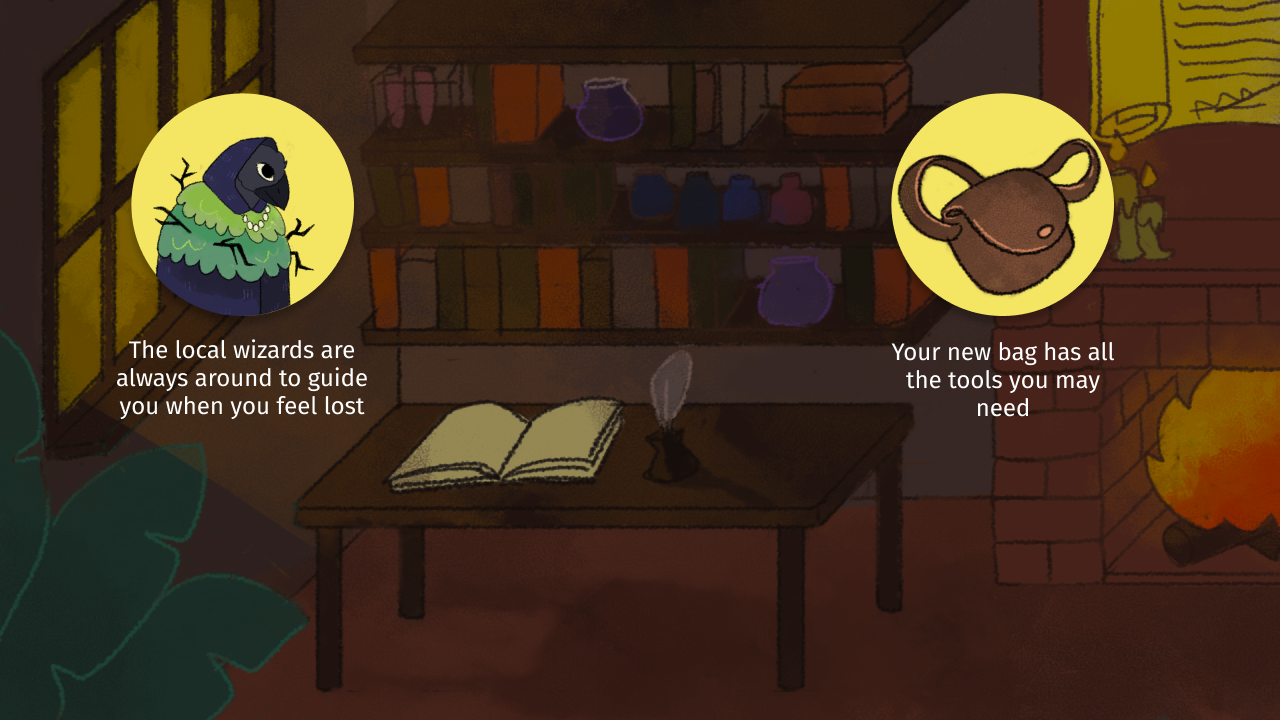 The local wizards are
always around to guide
you when you feel lost
Your new bag has all
the tools you may
need